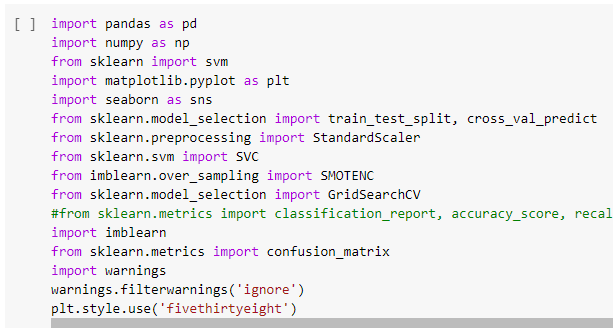 [ ] import pandas as pd
import numpy as np
from sklearn import svm
import matplotlib.pyplot as plt
import seaborn as sns
from sklearn.model_selection import train_test_split, cross_val_predict
from sklearn.preprocessing import StandardScaler
from sklearn.svm import SVC
from imblearn.over_sampling import SMOTENC
from sklearn.model_selection import GridSearchCV
#from sklearn.metrics import classification_report, accuracy_score, recal
import imblearn
from sklearn.metrics import confusion_matrix
import warnings
warnings.filterwarnings('ignore')
plt.style.use('fivethirtyeight')